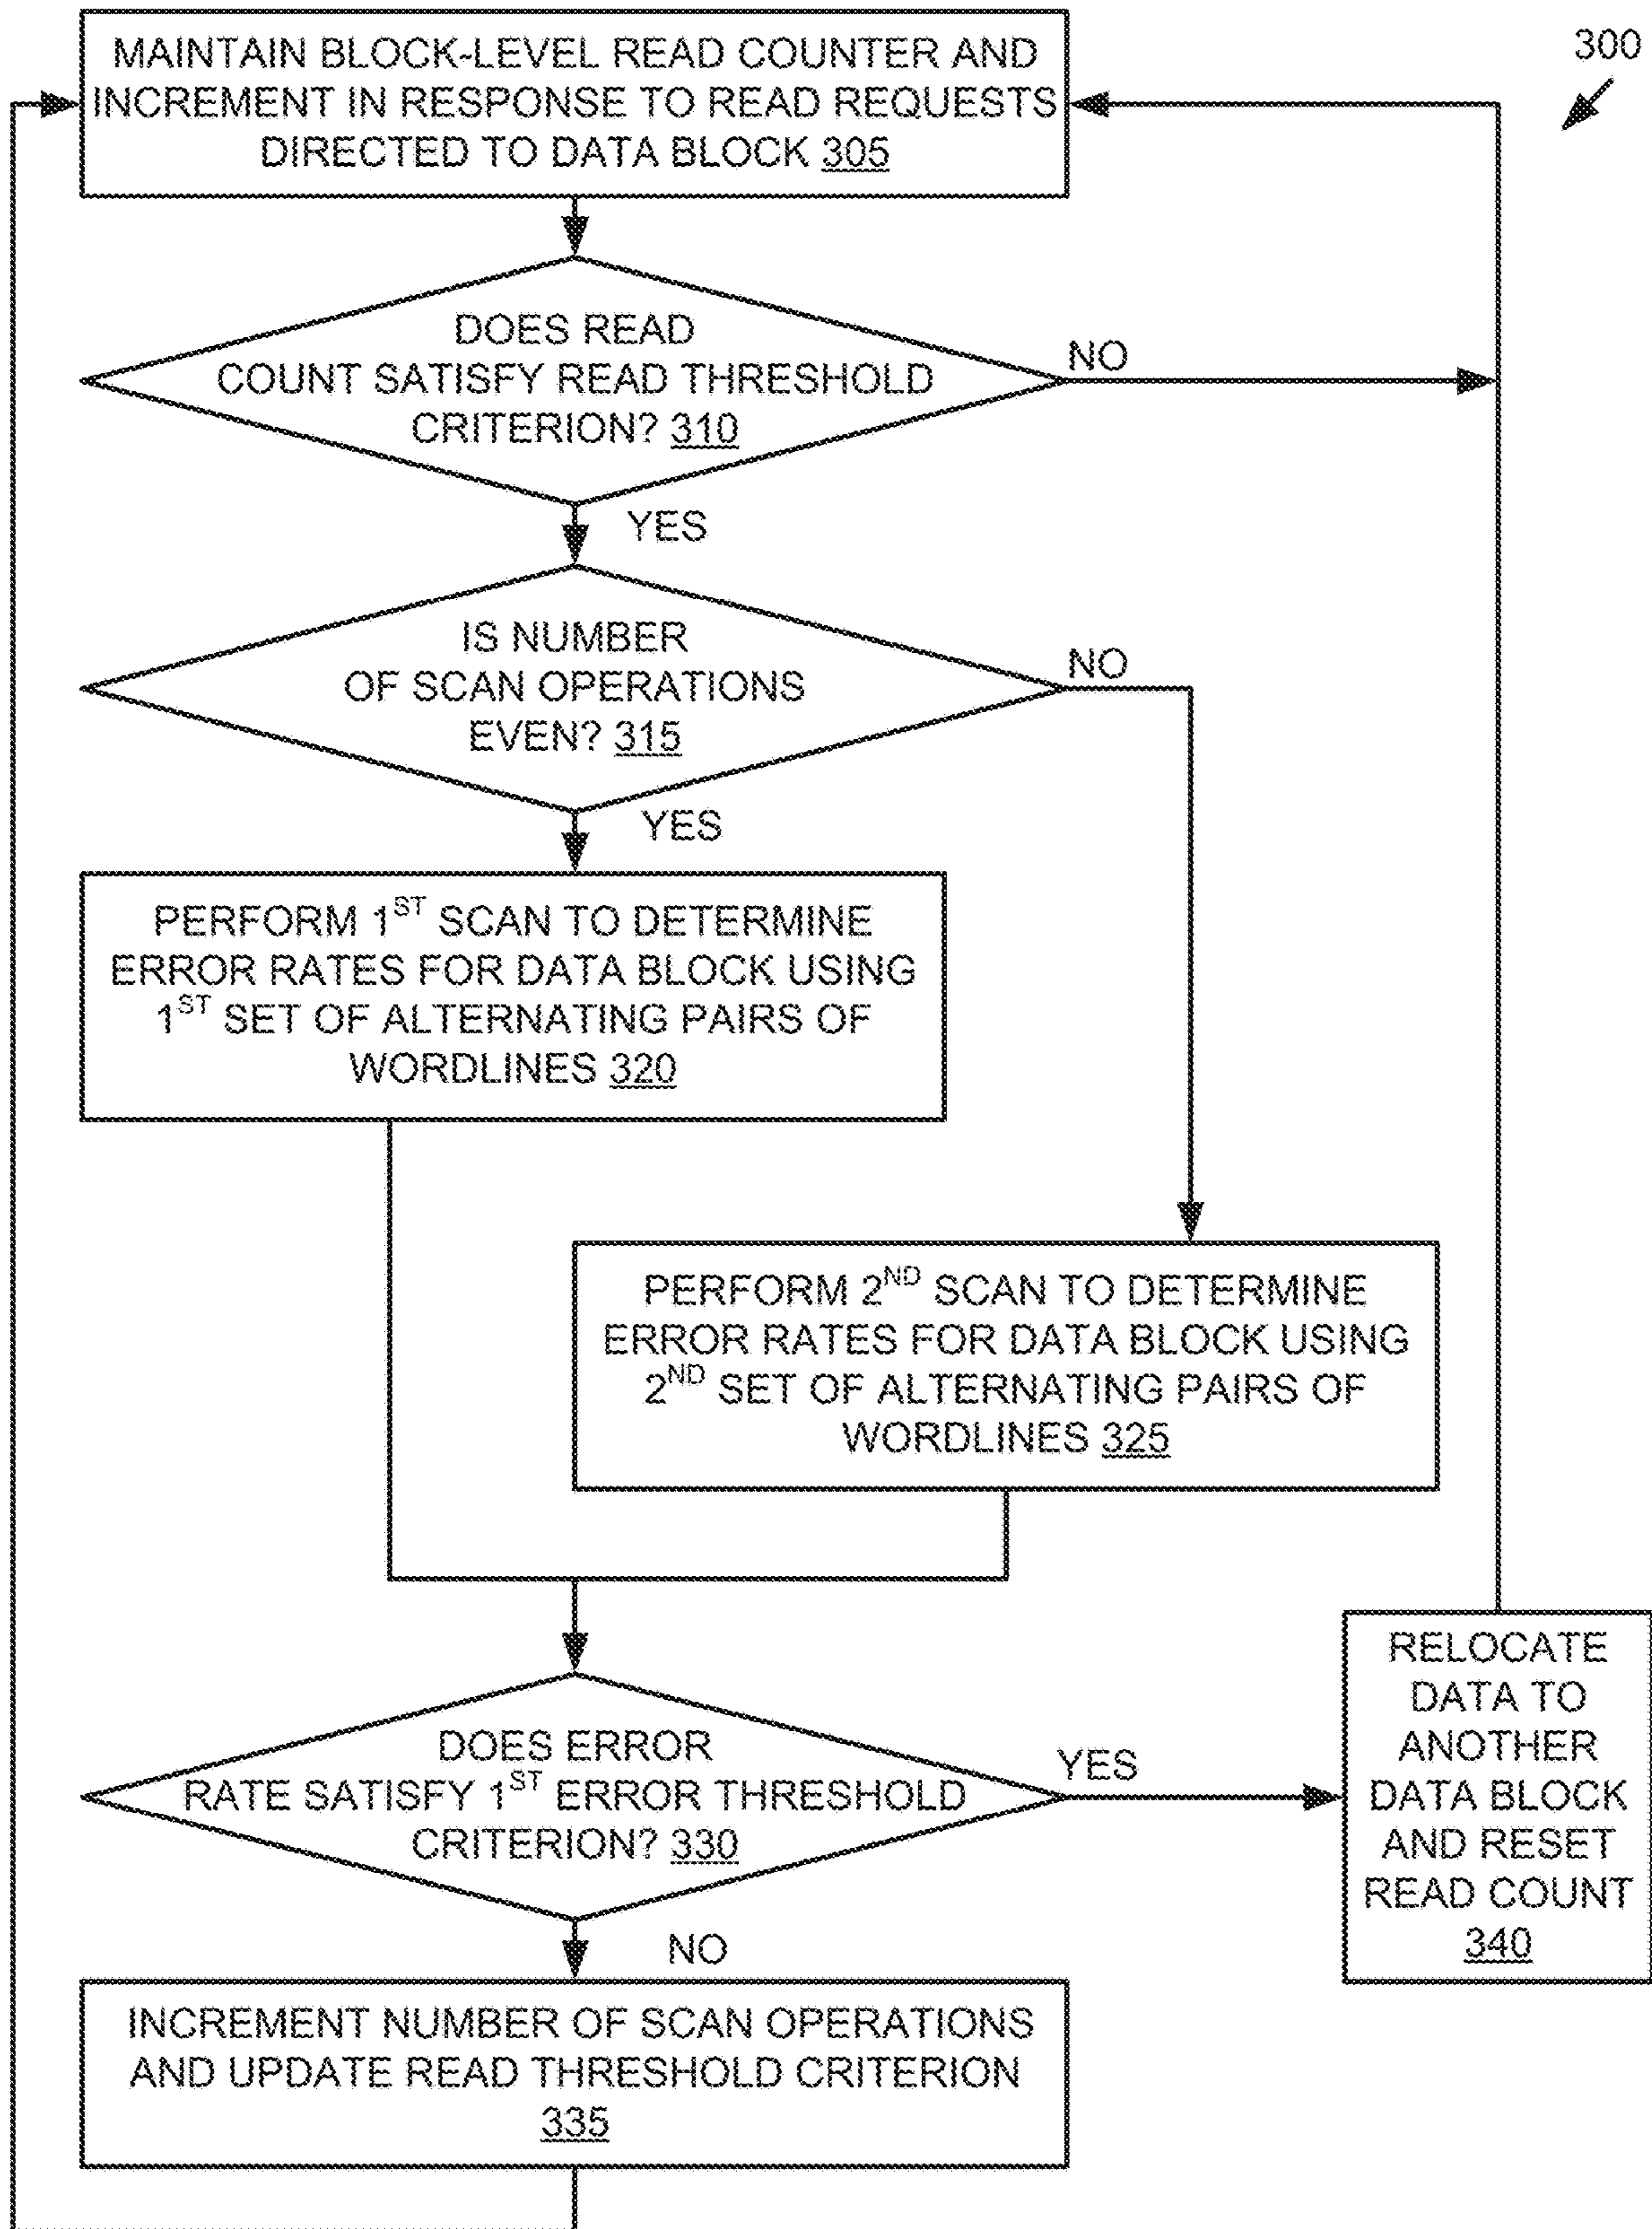 300
MAINTAIN BLOCK-LEVEL READ COUNTER AND
INCREMENT IN RESPONSE TO READ REQUESTS
DIRECTED TO DATA BLOCK 305
DOES READ
COUNT SATISFY READ THRESHOLD
CRITERION? 310
NO
YES
IS NUMBER
OF SCAN OPERATIONS
EVEN? 315
NO
YES
PERFORM 1ST SCAN TO DETERMINE
ERROR RATES FOR DATA BLOCK USING
1ST SET OF ALTERNATING PAIRS OF
WORDLINES 320
PERFORM 2ND SCAN TO DETERMINE
ERROR RATES FOR DATA BLOCK USING
2ND SET OF ALTERNATING PAIRS OF
WORDLINES 325
DOES ERROR
RATE SATISFY 1ST ERROR THRESHOLD
CRITERION? 330
YES
NO
RELOCATE
DATA TO
ANOTHER
DATA BLOCK
AND RESET
READ COUNT
340
INCREMENT NUMBER OF SCAN OPERATIONS
AND UPDATE READ THRESHOLD CRITERION
335